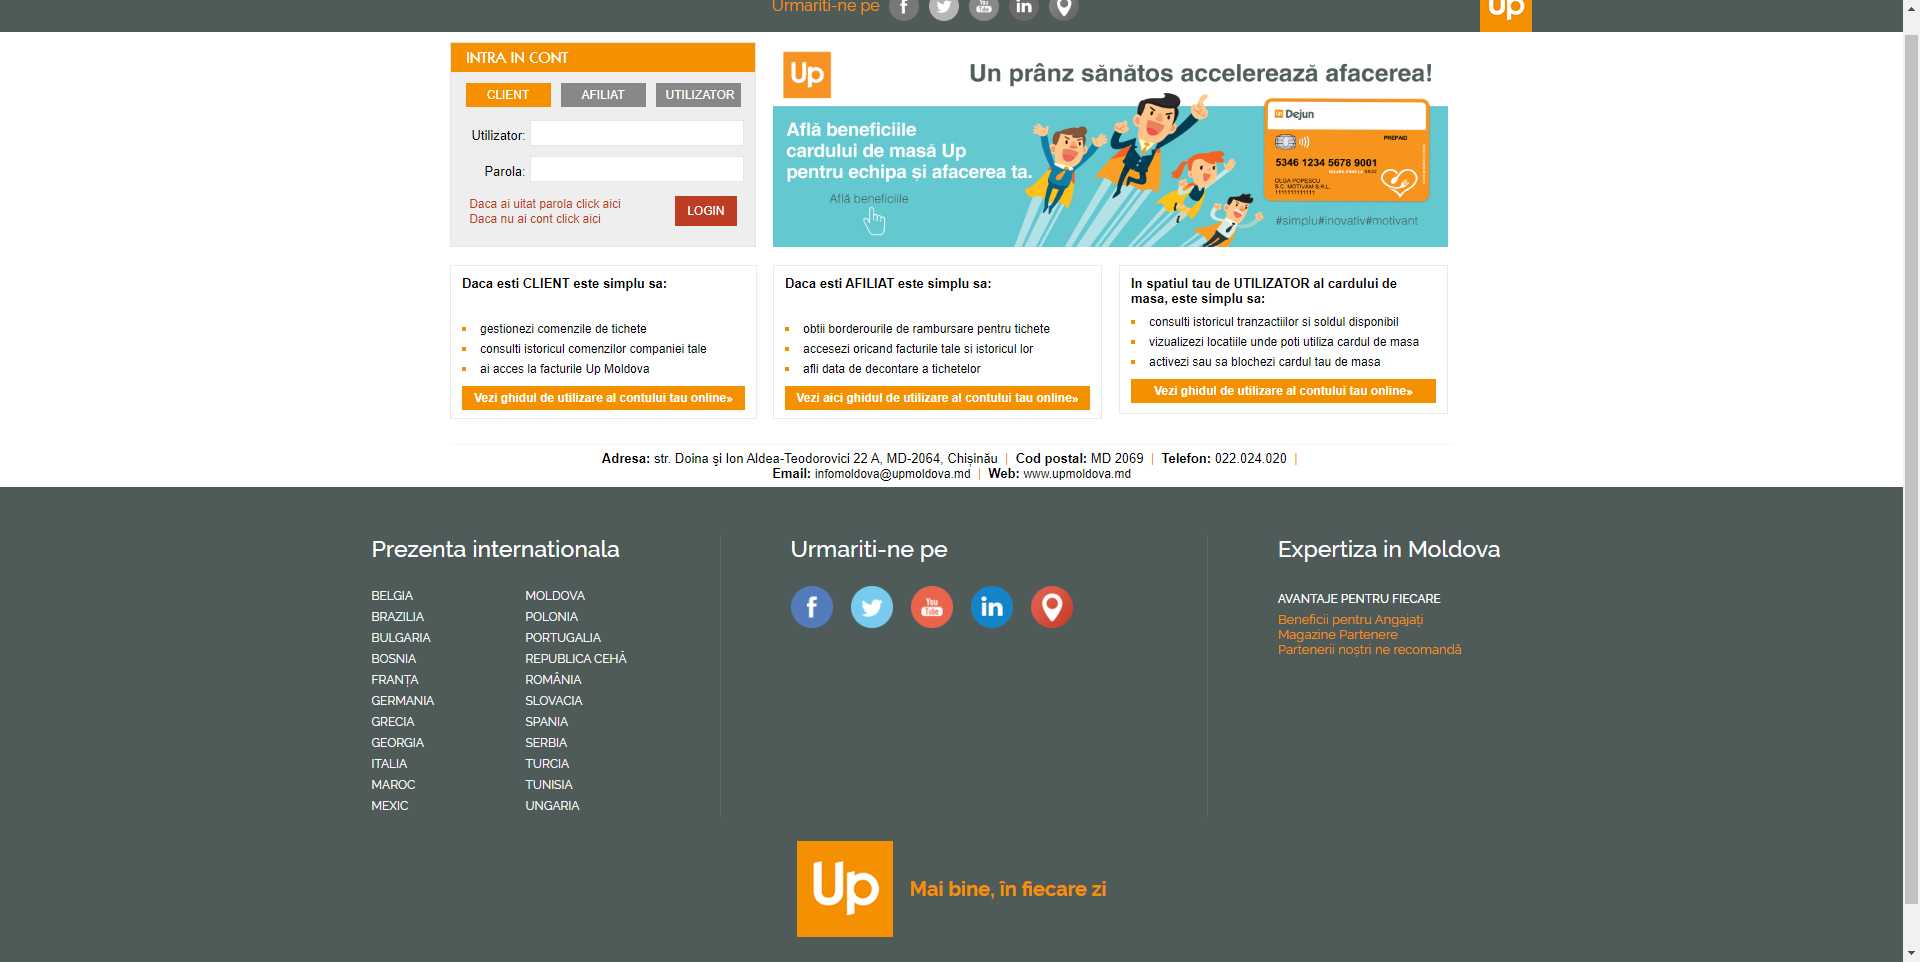 Urmariti-ne pe
Up
INTRA IN CONT
CLIENT AFILIAT UTILIZATOR
Utilizator:
Parola:
Daca ai uitat parola click aici
Daca nu ai cont click aici
LOGIN
Up
Un prânz sănătos accelerează afacerea!
Află beneficiile
cardului de masă Up
pentru echipa și afacerea ta.
Află beneficiile
Up Dejun
PREPAID
5346 1234 5678 9001
OLGA POPESCU
S.C. MOTIVAM S.R.L.
#simplu#inovativ#motivant
Daca esti CLIENT este simplu sa:
gestionezi comenzile de tichete
consulti istoricul comenzilor companiei tale
ai acces la facturile Up Moldova
Vezi ghidul de utilizare al contului tau online»
Daca esti AFILIAT este simplu sa:
obtii borderourile de rambursare pentru tichete
accesezi oricand facturile tale si istoricul lor
afli data de decontare a tichetelor
Vezi aici ghidul de utilizare al contului tau online»
In spatiul tau de UTILIZATOR al cardului de
masa, este simplu sa:
consulti istoricul tranzactiilor si soldul disponibil
vizualizezi locatiile unde poti utiliza cardul de masa
activezi sau sa blochezi cardul tau de masa
Vezi ghidul de utilizare al contului tau online»
Adresa: str. Doina și Ion Aldea-Teodorovici 22 A, MD-2064, Chișinău | Cod postal: MD 2069 | Telefon: 022.024.020 |
Email: infomoldova@upmoldova.md | Web: www.upmoldova.md
Prezenta internationala
BELGIA
BRAZILIA
BULGARIA
BOSNIA
FRANȚA
GERMANIA
GRECIA
GEORGIA
ITALIA
MAROC
MEXIC
MOLDOVA
POLONIA
PORTUGALIA
REPUBLICA CEHĂ
ROMÂNIA
SLOVACIA
SPANIA
SERBIA
TURCIA
TUNISIA
UNGARIA
Urmariti-ne pe
You Tube
Expertiza in Moldova
AVANTAJE PENTRU FIECARE
Beneficii pentru Angajați
Magazine Partenere
Partenerii noștri ne recomandă
Up
Mai bine, în fiecare zi